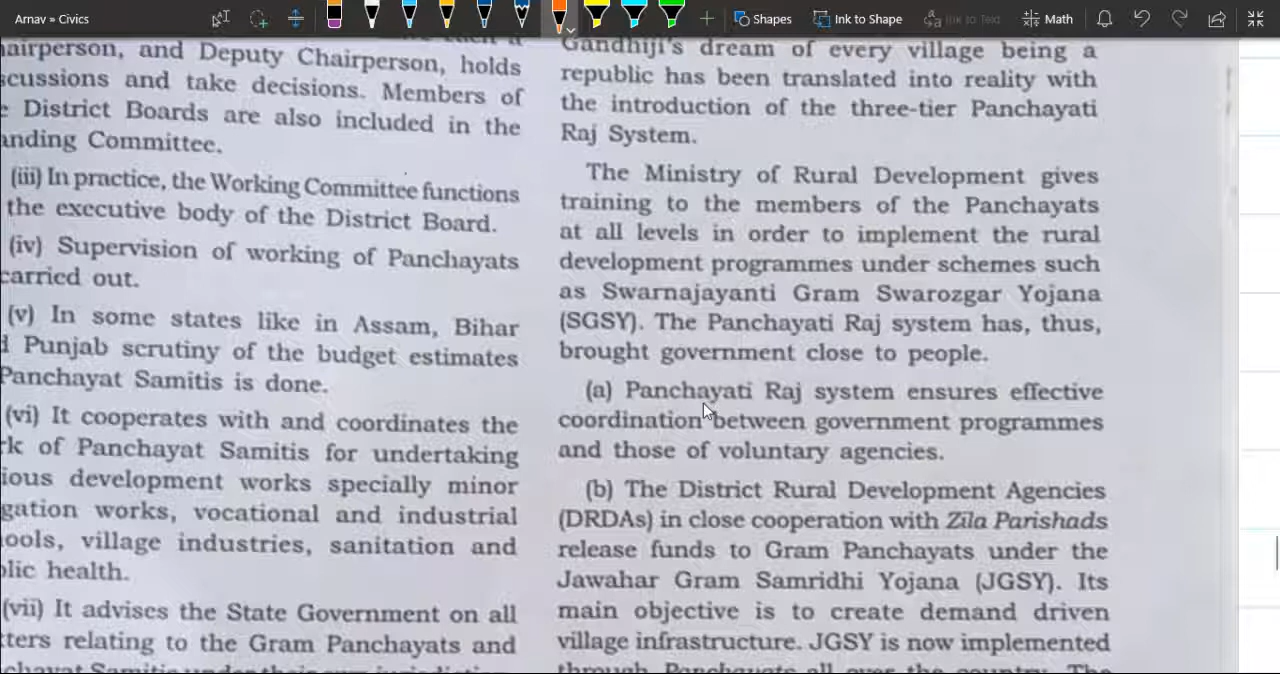 Arnav » Civics
Shapes
Ink to Shape
Ink to Text
Math
airperson, and Deputy Chairperson, holds
scussions and take decisions. Members of
District Boards are also included in the
anding Committee.
(iii) In practice, the Working Committee functions
the executive body of the District Board.
(iv) Supervision of working of Panchayats
carried out.
(v) In some states like in Assam, Bihar
d Punjab scrutiny of the budget estimates
Panchayat Samitis is done.
(vi) It cooperates with and coordinates the
rk of Panchayat Samitis for undertaking
ious development works specially minor
gation works, vocational and industrial
ools, village industries, sanitation and
blic health.
(vii) It advises the State Government on all
tters relating to the Gram Panchayats and
Gandhiji's dream of every village being a
republic has been translated into reality with
the introduction of the three-tier Panchayati
Raj System.
The Ministry of Rural Development gives
training to the members of the Panchayats
at all levels in order to implement the rural
development programmes under schemes such
as Swarnajayanti Gram Swarozgar Yojana
(SGSY). The Panchayati Raj system has, thus,
brought government close to people.
(a) Panchayati Raj system ensures effective
coordination between government programmes
and those of voluntary agencies.
(b) The District Rural Development Agencies
(DRDAs) in close cooperation with Zila Parishads
release funds to Gram Panchayats under the
Jawahar Gram Samridhi Yojana (JGSY). Its
main objective is to create demand driven
village infrastructure. JGSY is now implemented
through Panchayats all over the country. The